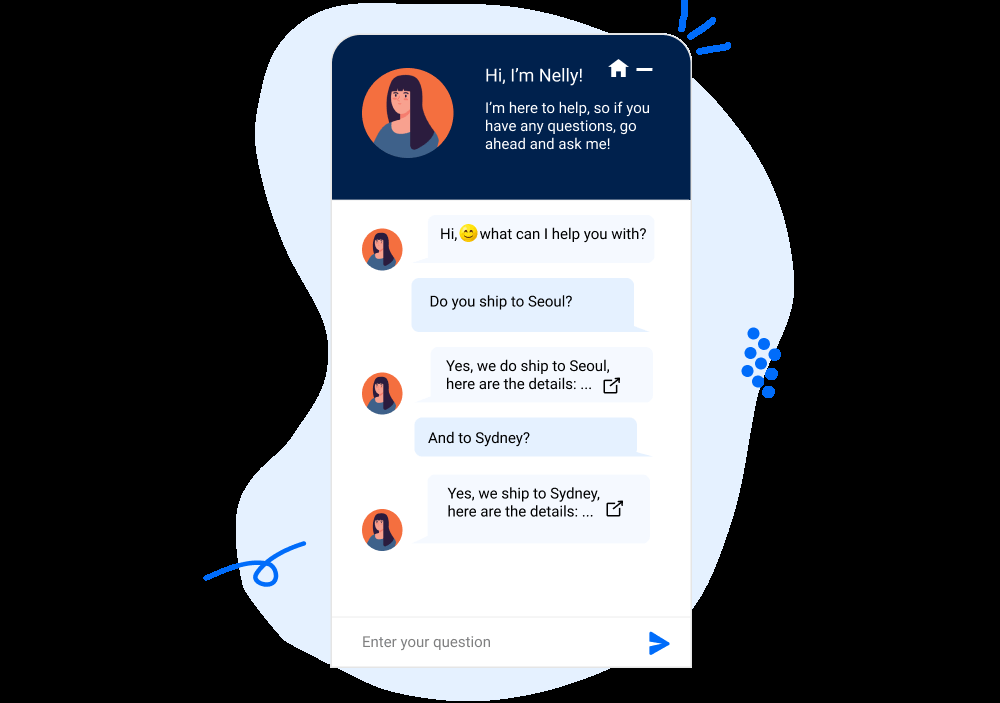 Hi, I’m Nelly!
I’m here to help, so if you
have any questions, go
ahead and ask me!
Hi,😊what can I help you with?
Do you ship to Seoul?
Yes, we do ship to Seoul,
here are the details: ...
And to Sydney?
Yes, we ship to Sydney,
here are the details: ...
Enter your question